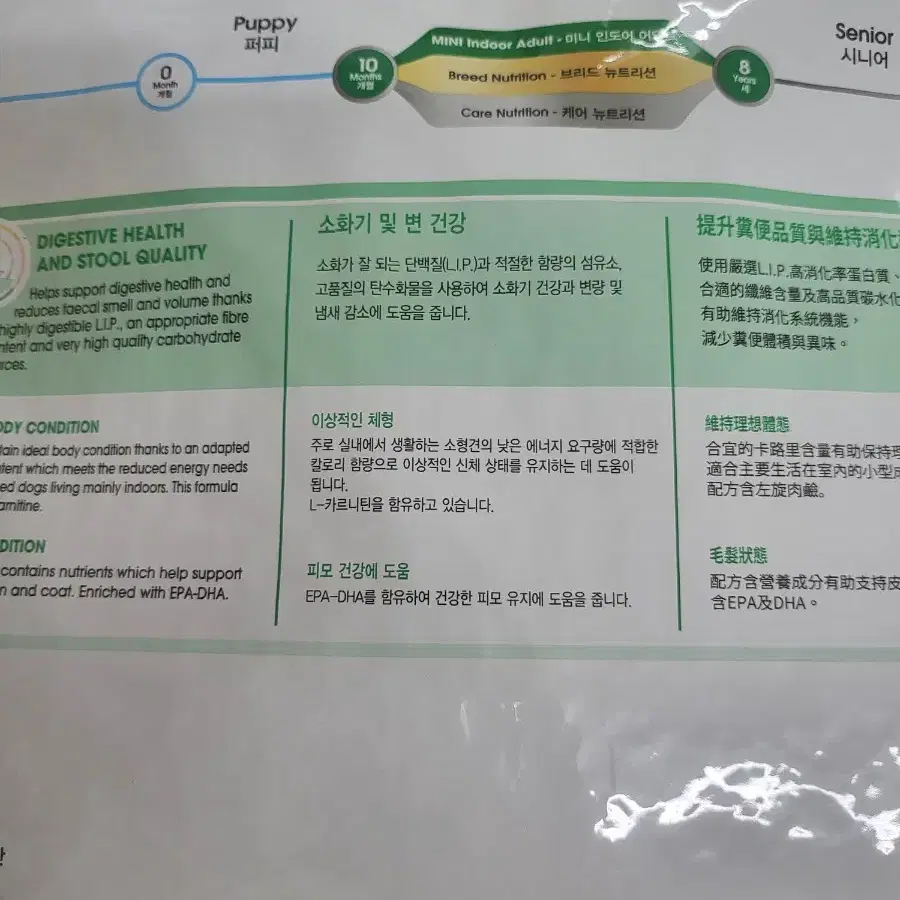 Puppy
퍼피
0
Month
개월
10
Months
개월
MINI Indoor Adult - 미니 인도어
Breed Nutrition - 브리드 뉴트리션
Care Nutrition - 케어 뉴트리션
8
Years
세
Senior
시니어
DIGESTIVE HEALTH
AND STOOL QUALITY
Helps support digestive health and
reduces faecal smell and volume thanks
highly digestible L.I.P., an appropriate fibre
and very high quality carbohydrate
소화기 및 변 건강
소화가 잘 되는 단백질(L.I.P.)과 적절한 함량의 섬유소,
고품질의 탄수화물을 사용하여 소화기 건강과 변량 및
냄새 감소에 도움을 줍니다.
提升糞便品質與維持消化
使用嚴選L.I.P.高消化率蛋白質、
合適的纖維含量及高品質碳水化
有助維持消化系統機能，
減少糞便體積與異味。
CONDITION
ideal body condition thanks to an adapted
which meets the reduced energy needs
dogs living mainly indoors. This formula
이상적인 체형
주로 실내에서 생활하는 소형견의 낮은 에너지 요구량에 적합한
칼로리 함량으로 이상적인 신체 상태를 유지하는 데 도움이
됩니다.
L-카르니틴을 함유하고 있습니다.
維持理想體態
合宜的卡路里含量有助保持理
適合主要生活在室內的小型成
配方含左旋肉鹼。
contains nutrients which help support
and coat. Enriched with EPA-DHA.
피모 건강에 도움
EPA-DHA를 함유하여 건강한 피모 유지에 도움을 줍니다.
毛髮狀態
配方含營養成分有助支持皮
含EPA及DHA。